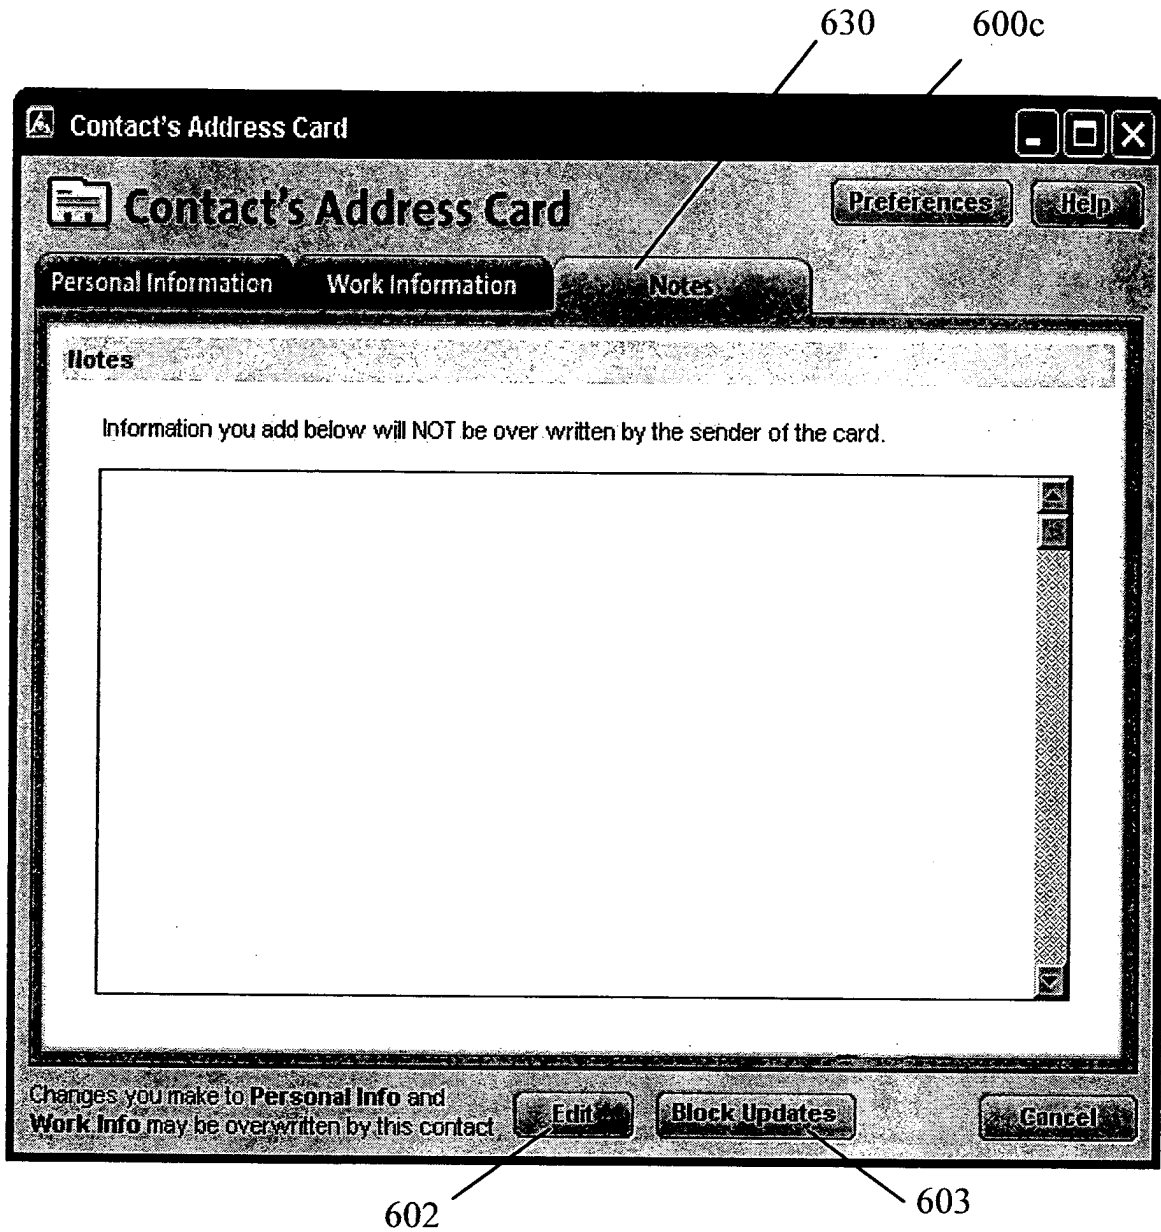 630 600c
Contact's Address Card
Contact's Address Card Preferences Help
Personal Information Work Information Notes
Notes
Information you add below will NOT be over written by the sender of the card.
Changes you make to Personal Info and
Work Info may be overwritten by this contact Edit Block Updates Cancel
602 603